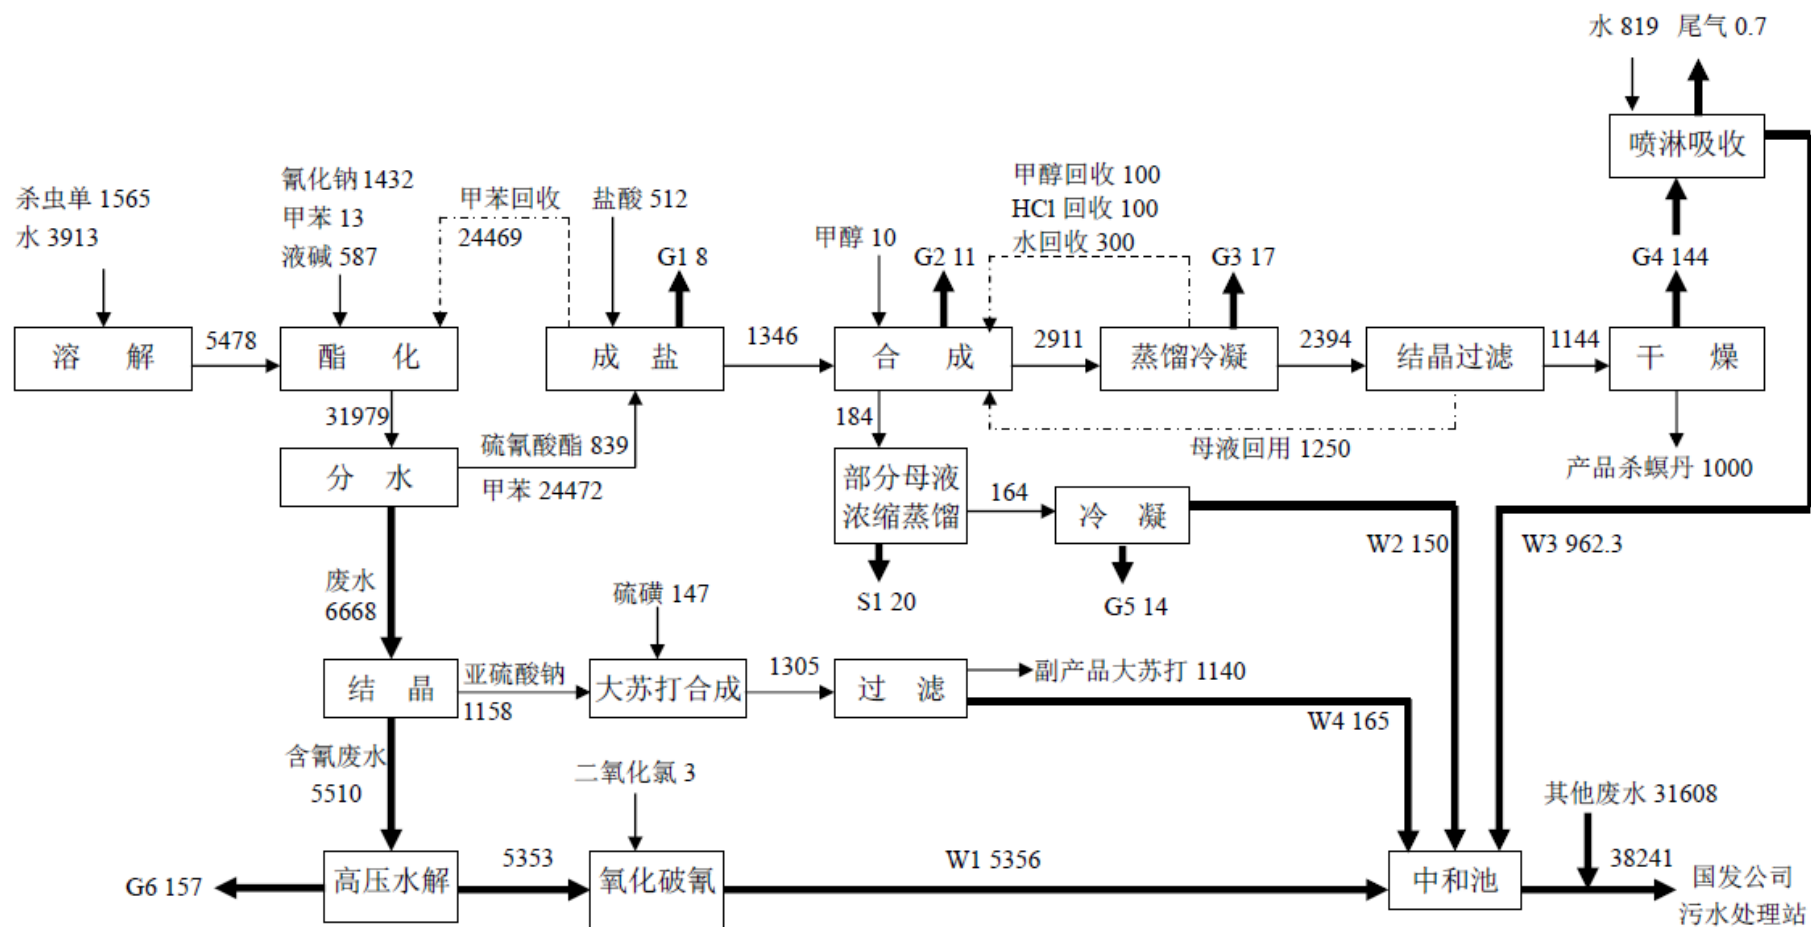 水 819 尾气 0.7
喷淋吸收
杀虫单 1565
水 3913
氰化钠 1432
甲苯 13
液碱 587
甲苯回收
24469
盐酸 512
G1 8
甲醇 10
G2 11
甲醇回收 100
HCl 回收 100
水回收 300
G3 17
G4 144
溶 解
5478
酯 化
成 盐
1346
合 成
2911
蒸馏冷凝
2394
结晶过滤
1144
干 燥
31979
184
母液回用 1250
产品杀螟丹 1000
分 水
硫氰酸酯 839
甲苯 24472
部分母液
浓缩蒸馏
164
冷 凝
W2 150
W3 962.3
S1 20
G5 14
废水
6668
硫磺 147
结 晶
亚硫酸钠
1158
大苏打合成
1305
过 滤
副产品大苏打 1140
W4 165
含氰废水
5510
二氧化氯 3
其他废水 31608
G6 157
高压水解
5353
氧化破氰
W1 5356
中和池
38241
国发公司
污水处理站